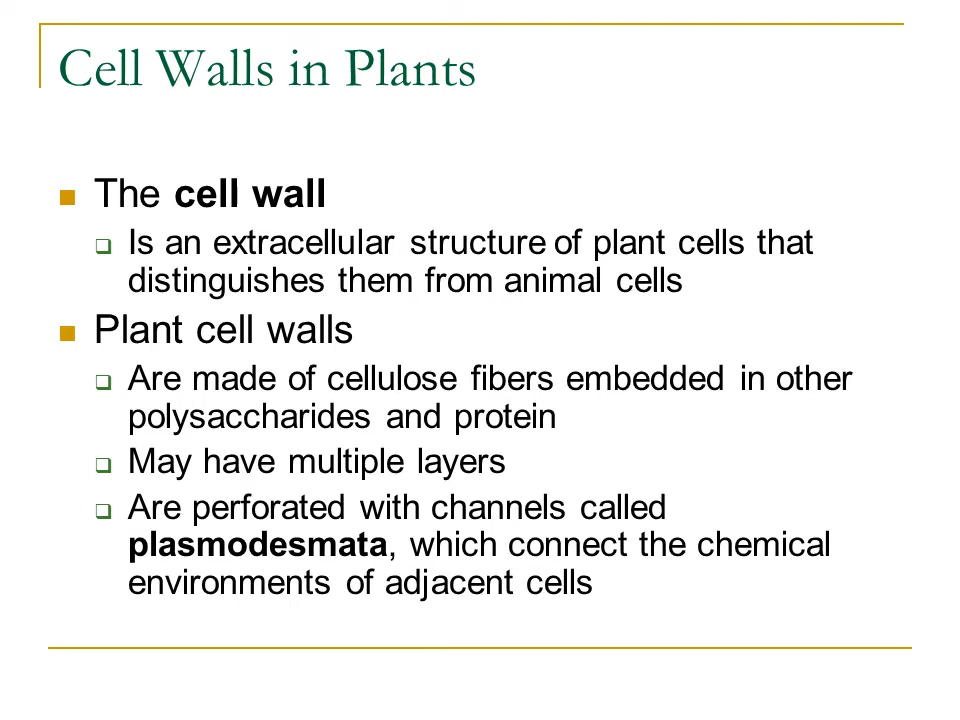 Cell Walls in Plants
The cell wall
Is an extracellular structure of plant cells that
distinguishes them from animal cells
Plant cell walls
Are made of cellulose fibers embedded in other
polysaccharides and protein
May have multiple layers
Are perforated with channels called
plasmodesmata, which connect the chemical
environments of adjacent cells